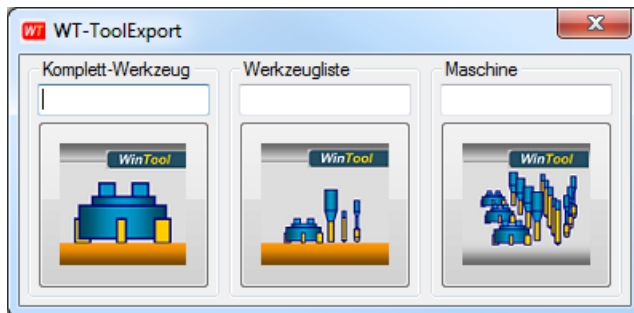 WT WT-ToolExport
Komplett-Werkzeug
Werkzeugliste
Maschine
WinTool
WinTool
WinTool